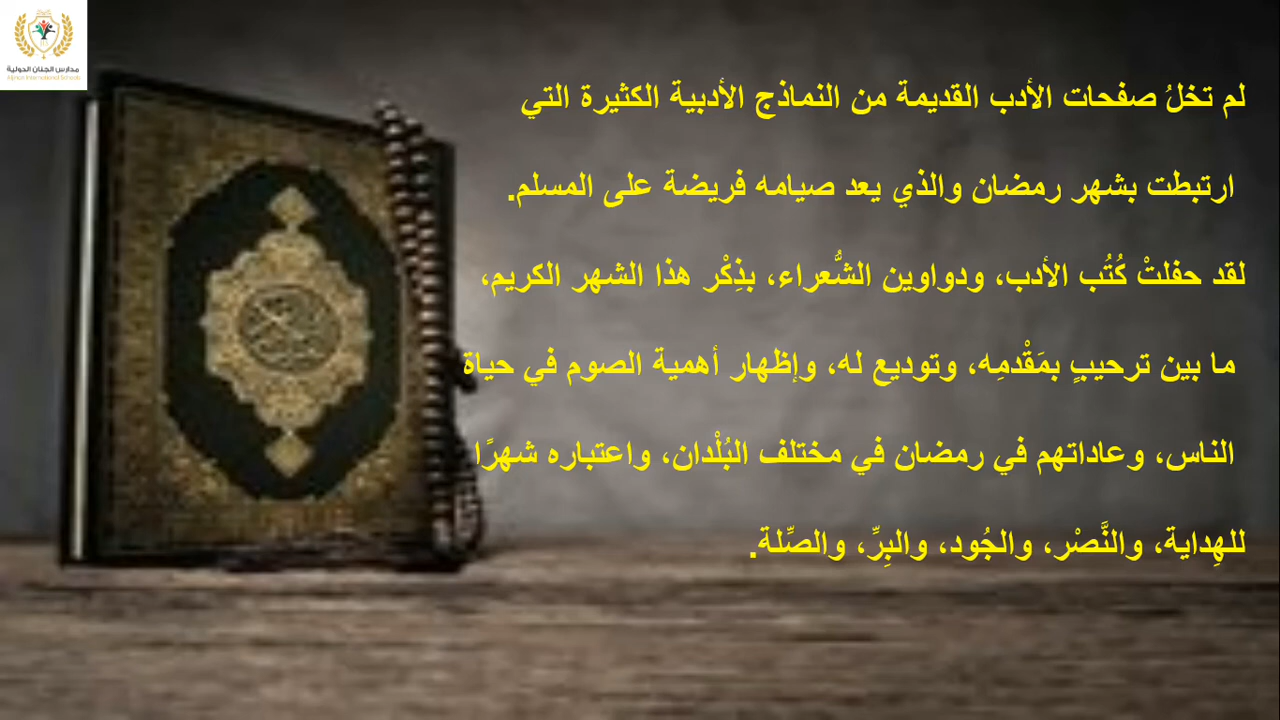 مدارس الجنان الدولية
Aljinan International Schools
لم تخلُ صفحات الأدب القديمة من النماذج الأدبية الكثيرة التي
ارتبطت بشهر رمضان والذي يعد صيامه فريضة على المسلم.
لقد حفلتْ كُتُب الأدب، ودواوين الشُّعراء، بذِكْر هذا الشهر الكريم،
ما بين ترحيبٍ بمَقْدمِه، وتوديع له، وإظهار أهمية الصوم في حياة
الناس، وعاداتهم في رمضان في مختلف البُلْدان، واعتباره شهرًا
للهِداية، والنَّصْر، والجُود، والبِرِّ، والصِّلة.